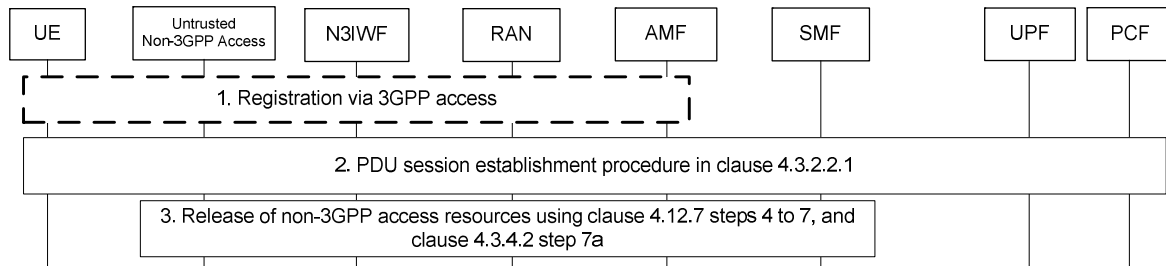 UE
Untrusted
Non-3GPP Access
N3IWF
RAN
AMF
SMF
UPF
PCF
1. Registration via 3GPP access
2. PDU session establishment procedure in clause 4.3.2.2.1
3. Release of non-3GPP access resources using clause 4.12.7 steps 4 to 7, and
clause 4.3.4.2 step 7a